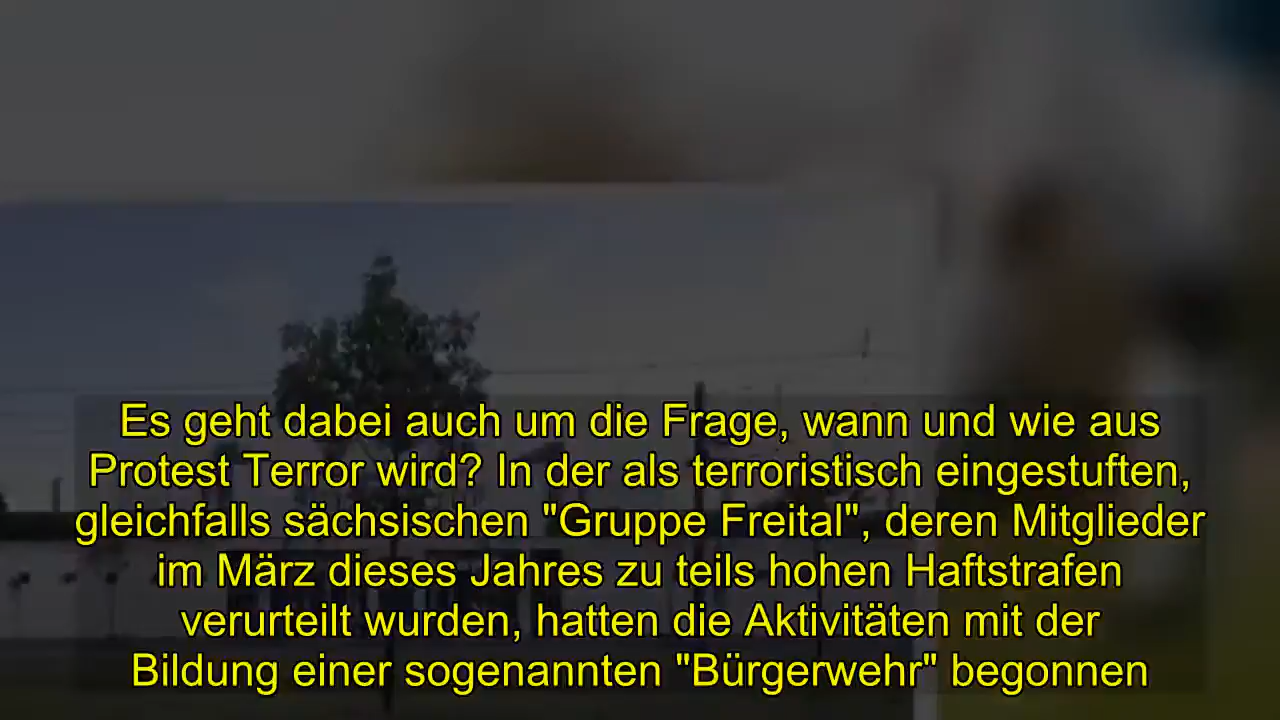 Es geht dabei auch um die Frage, wann und wie aus
Protest Terror wird? In der als terroristisch eingestuften,
gleichfalls sächsischen "Gruppe Freital", deren Mitglieder
im März dieses Jahres zu teils hohen Haftstrafen
verurteilt wurden, hatten die Aktivitäten mit der
Bildung einer sogenannten "Bürgerwehr" begonnen